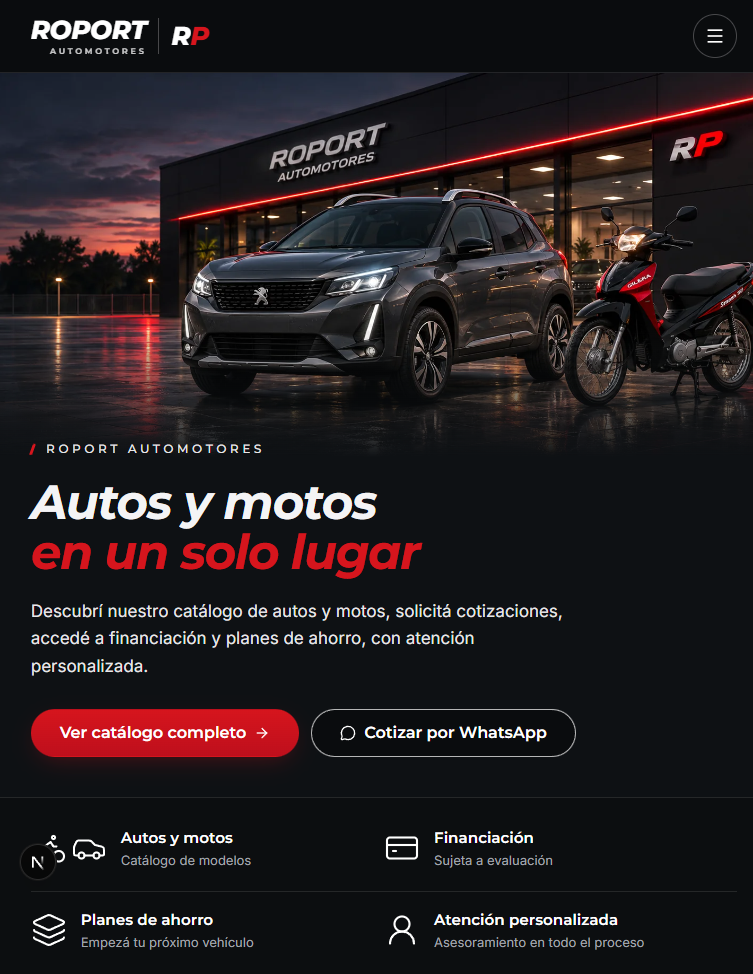 ROPORT
AUTOMOTORES
RP
ROPORT
AUTOMOTORES
RP
GILERA
ROPORT AUTOMOTORES
Autos y motos
en un solo lugar
Descubrí nuestro catálogo de autos y motos, solicitá cotizaciones,
accedé a financiación y planes de ahorro, con atención
personalizada.
Ver catálogo completo →
Cotizar por WhatsApp
Autos y motos
Catálogo de modelos
Financiación
Sujeta a evaluación
N
Planes de ahorro
Empezá tu próximo vehículo
Atención personalizada
Asesoramiento en todo el proceso